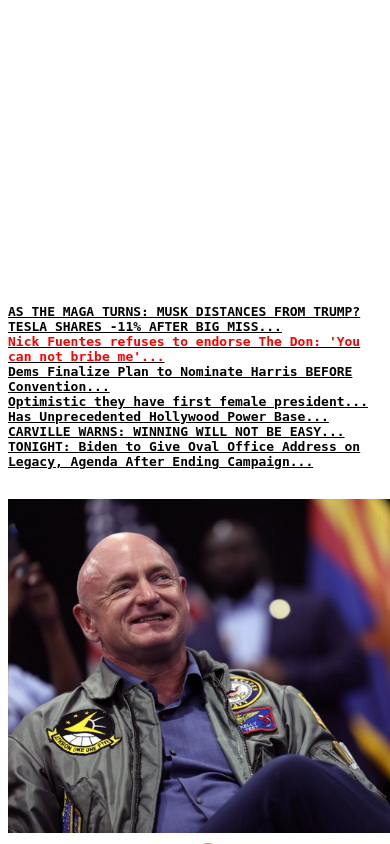 AS THE MAGA TURNS: MUSK DISTANCES FROM TRUMP?
TESLA SHARES -11% AFTER BIG MISS...
Nick Fuentes refuses to endorse The Don: 'You
can not bribe me'...
Dems Finalize Plan to Nominate Harris BEFORE
Convention...
Optimistic they have first female president...
Has Unprecedented Hollywood Power Base...
CARVILLE WARNS: WINNING WILL NOT BE EASY...
TONIGHT: Biden to Give Oval Office Address on
Legacy, Agenda After Ending Campaign...
KELLY